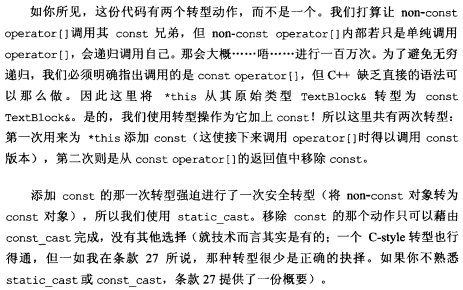 如你所见，这份代码有两个转型动作，而不是一个。我们打算让 non-const
operator[]调用其 const 兄弟，但 non-const operator[]内部若只是单纯调用
operator[]，会递归调用自己。那会大概……唔……进行一百万次。为了避免无穷
递归，我们必须明确指出调用的是 const operator[]，但 C++ 缺乏直接的语法可
以那么做。因此这里将 *this 从其原始类型 TextBlock& 转型为 const
TextBlock&。是的，我们使用转型操作为它加上 const！所以这里共有两次转型：
第一次用来为 *this 添加 const（这使接下来调用 operator[]时得以调用 const
版本），第二次则是从 const operator[]的返回值中移除 const。
添加 const 的那一次转型强迫进行了一次安全转型（将 non-const 对象转为
const 对象），所以我们使用 static_cast。移除 const 的那个动作只可以藉由
const_cast 完成，没有其他选择（就技术而言其实是有的；一个 C-style 转型也行
得通，但一如我在条款 27 所说，那种转型很少是正确的抉择。如果你不熟悉
static_cast 或 const_cast，条款 27 提供了一份概要）。